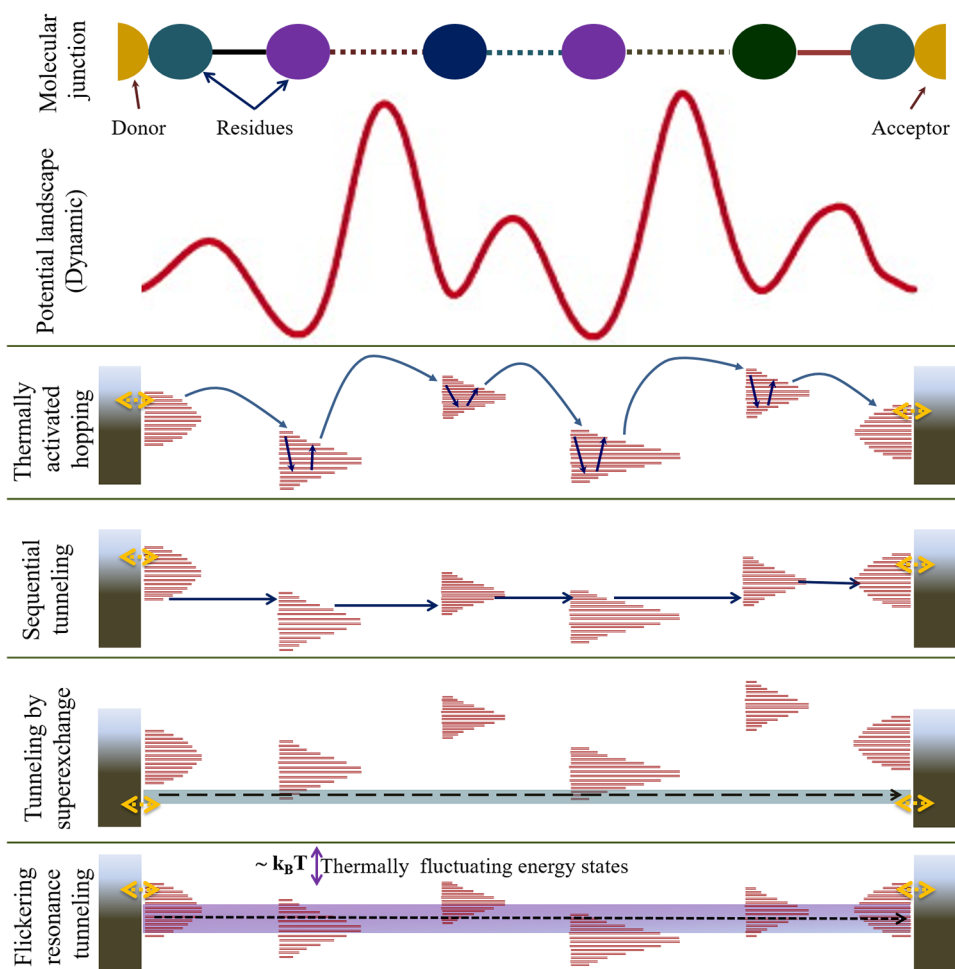 Molecular
junction
Donor
Residues
Acceptor
Potential landscape
(Dynamic)
Thermally
activated
hopping
Sequential
tunneling
Tunneling by
superexchange
Flickering
resonance
tunneling
~ k_BT Thermally fluctuating energy states